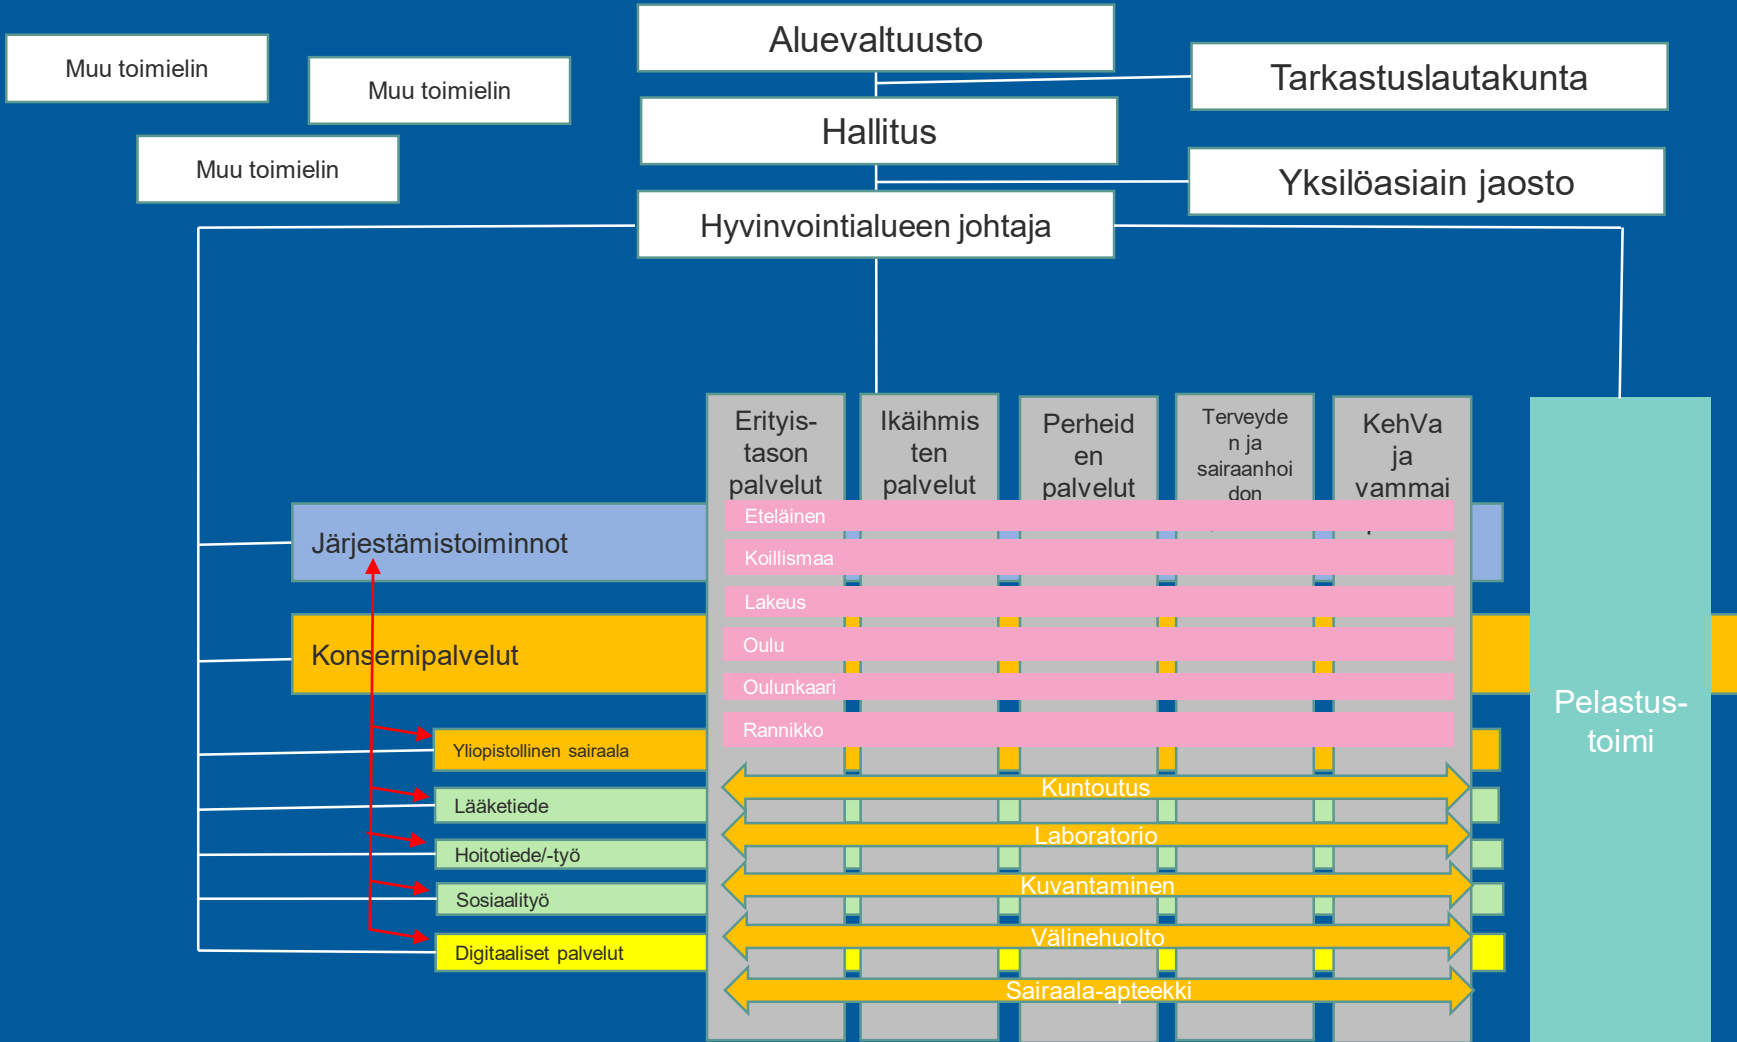 Aluevaltuusto
Muu toimielin
Muu toimielin
Tarkastuslautakunta
Hallitus
Muu toimielin
Yksilöasiain jaosto
Hyvinvointialueen johtaja
Erityis-
tason
palvelut
Ikäihmis
ten
palvelut
Perheid
en
palvelut
Terveyde
n ja
sairaanhoi
don
KehVa
ja
vammai
Eteläinen
Järjestämistoiminnot
Koillismaa
Lakeus
Oulu
Konsernipalvelut
Oulunkaari
Pelastus-
toimi
Rannikko
Yliopistollinen sairaala
Kuntoutus
Lääketiede
Laboratorio
Hoitotiede/-työ
Kuvantaminen
Sosiaalityö
Välinehuolto
Digitaaliset palvelut
Sairaala-apteekki